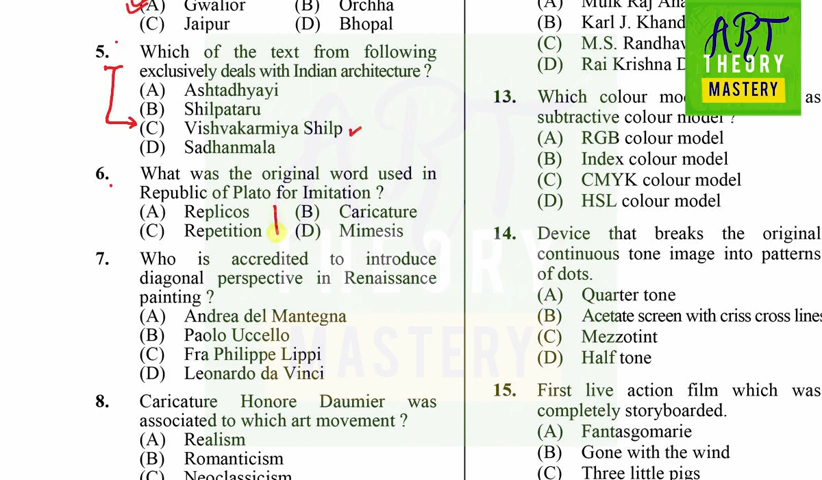 (A) Gwalior (B) Orchha
(C) Jaipur (D) Bhopal
5. Which of the text from following
exclusively deals with Indian architecture ?
(A) Ashtadhyayi
(B) Shilpataru
(C) Vishvakarmiya Shilp
(D) Sadhanmala
6. What was the original word used in
Republic of Plato for Imitation ?
(A) Replicos (B) Caricature
(C) Repetition (D) Mimesis
7. Who is accredited to introduce
diagonal perspective in Renaissance
painting ?
(A) Andrea del Mantegna
(B) Paolo Uccello
(C) Fra Philippe Lippi
(D) Leonardo da Vinci
8. Caricature Honore Daumier was
associated to which art movement ?
(A) Realism
(B) Romanticism
(C) Neoclassicism
(A) Mulk Raj
(B) Karl J.
(C) M.S.
(D) Rai Krishna
13. Which colour as
subtractive colour model ?
(A) RGB colour model
(B) Index colour model
(C) CMYK colour model
(D) HSL colour model
14. Device that breaks the original
continuous tone image into patterns
of dots.
(A) Quarter tone
(B) Acetate screen with criss cross lines
(C) Mezzotint
(D) Half tone
15. First live action film which was
completely storyboarded.
(A) Fantasgomarie
(B) Gone with the wind
(C) Three little pigs
ART
THEORY
MASTERY
ART
THEORY
MASTERY